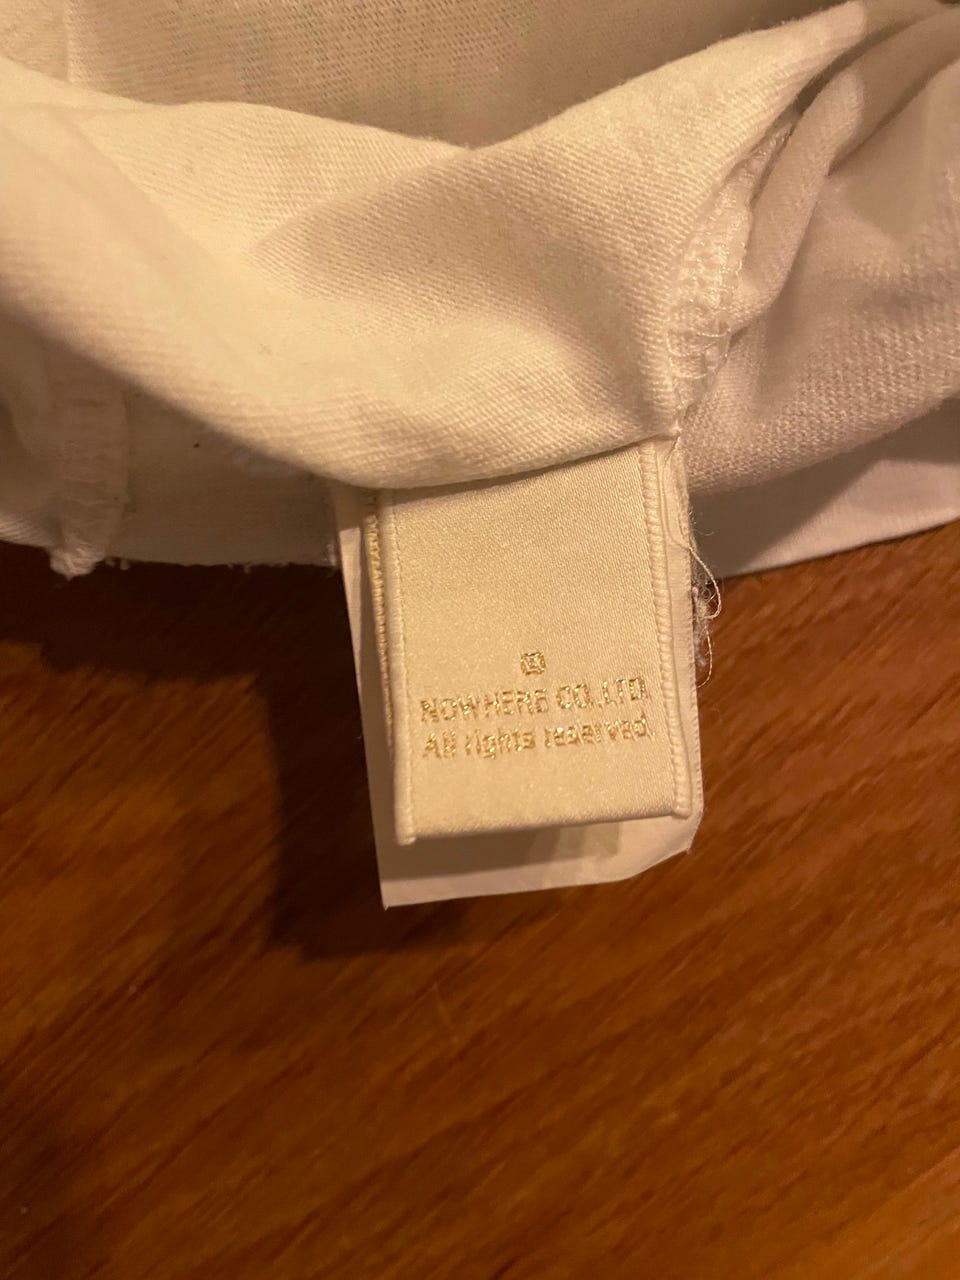 NOWHERE CO.,LTD.
All rights reserved.